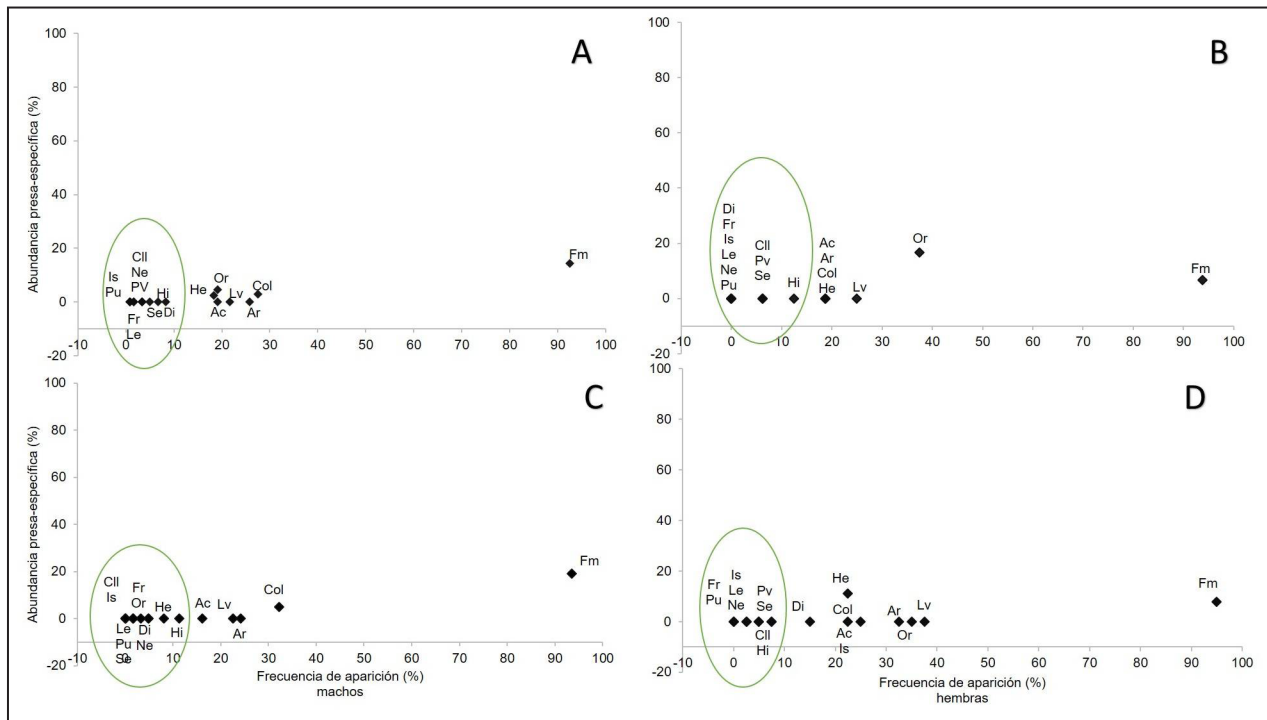 A
Abundancia presa-específica (%)
100
80
60
40
20
0
-20
-10 0 10 20 30 40 50 60 70 80 90 100
Is
Pu
Cll
Ne
PV
Fr
Le
Se
Hi
Di
He
Or
Ac
Lv
Ar
Col
Fm
B
100
80
60
40
20
0
-20
-10 0 10 20 30 40 50 60 70 80 90 100
Di
Fr
Is
Le
Ne
Pu
Cll
Pv
Se
Hi
Ac
Ar
Col
He
Lv
Or
Fm
C
Abundancia presa-específica (%)
100
80
60
40
20
0
-20
-10 0 10 20 30 40 50 60 70 80 90 100
Cll
Is
Le
Pu
Se
Fr
Or
Di
Ne
He
Hi
Ac
Lv
Ar
Col
Fm
Frecuencia de aparición (%)
machos
D
100
80
60
40
20
0
-20
-10 0 10 20 30 40 50 60 70 80 90 100
Fr
Pu
Is
Le
Ne
Pv
Se
Cll
Hi
Di
He
Col
Ac
Is
Ar
Or
Lv
Fm
Frecuencia de aparición (%)
hembras